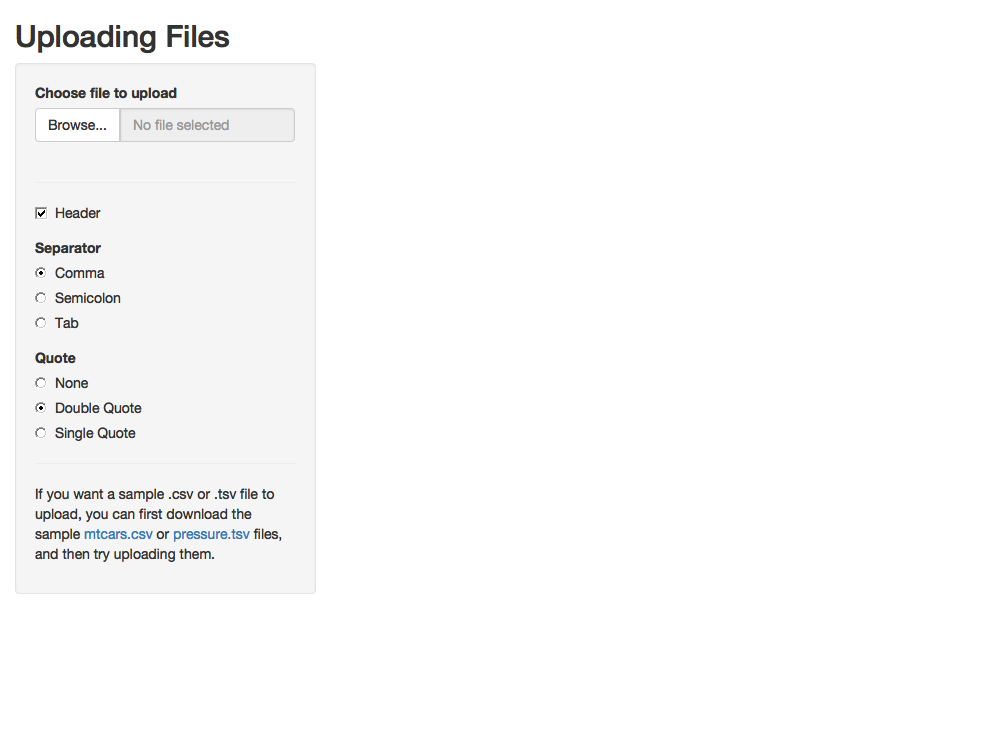 Uploading Files
Choose file to upload
Browse... No file selected
Header
Separator
Comma
Semicolon
Tab
Quote
None
Double Quote
Single Quote
If you want a sample .csv or .tsv file to
upload, you can first download the
sample mtcars.csv or pressure.tsv files,
and then try uploading them.